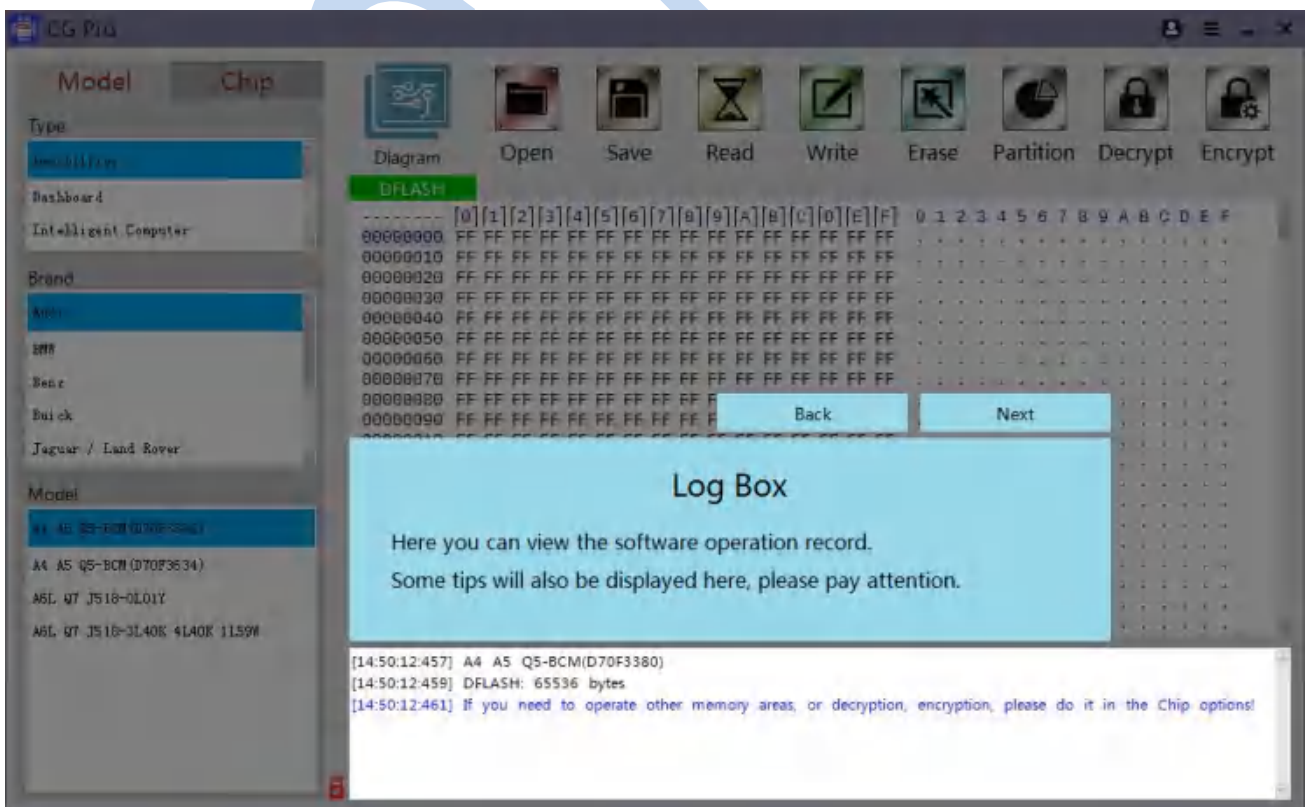 CG Pro
Model Chip
Type
Immobilizer
Dashboard
Intelligent Computer
Brand
Audi
BMW
Benz
Buick
Jaguar / Land Rover
Model
A4 A5 Q5-BCM(D70F3380)
A4 A5 Q5-BCM(D70F3634)
A6L Q7 J518-0L01Y
A6L Q7 J518-3L40K 4L40K 1L59W
Diagram Open Save Read Write Erase Partition Decrypt Encrypt
DFLASH
-------- [0][1][2][3][4][5][6][7][8][9][A][B][C][D][E][F] 0 1 2 3 4 5 6 7 8 9 A B C D E F
00000000 FF FF FF FF FF FF FF FF FF FF FF FF FF FF FF FF . . . . . . . . . . . . . . . .
00000010 FF FF FF FF FF FF FF FF FF FF FF FF FF FF FF FF . . . . . . . . . . . . . . . .
00000020 FF FF FF FF FF FF FF FF FF FF FF FF FF FF FF FF . . . . . . . . . . . . . . . .
00000030 FF FF FF FF FF FF FF FF FF FF FF FF FF FF FF FF . . . . . . . . . . . . . . . .
00000040 FF FF FF FF FF FF FF FF FF FF FF FF FF FF FF FF . . . . . . . . . . . . . . . .
00000050 FF FF FF FF FF FF FF FF FF FF FF FF FF FF FF FF . . . . . . . . . . . . . . . .
00000060 FF FF FF FF FF FF FF FF FF FF FF FF FF FF FF FF . . . . . . . . . . . . . . . .
00000070 FF FF FF FF FF FF FF FF FF FF FF FF FF FF FF FF . . . . . . . . . . . . . . . .
00000080 FF FF FF FF FF FF FF FF FF
00000090 FF FF FF FF FF FF FF FF FF
Back Next
Log Box
Here you can view the software operation record.
Some tips will also be displayed here, please pay attention.
[14:50:12:457] A4 A5 Q5-BCM(D70F3380)
[14:50:12:459] DFLASH: 65536 bytes
[14:50:12:461] If you need to operate other memory areas, or decryption, encryption, please do it in the Chip options!